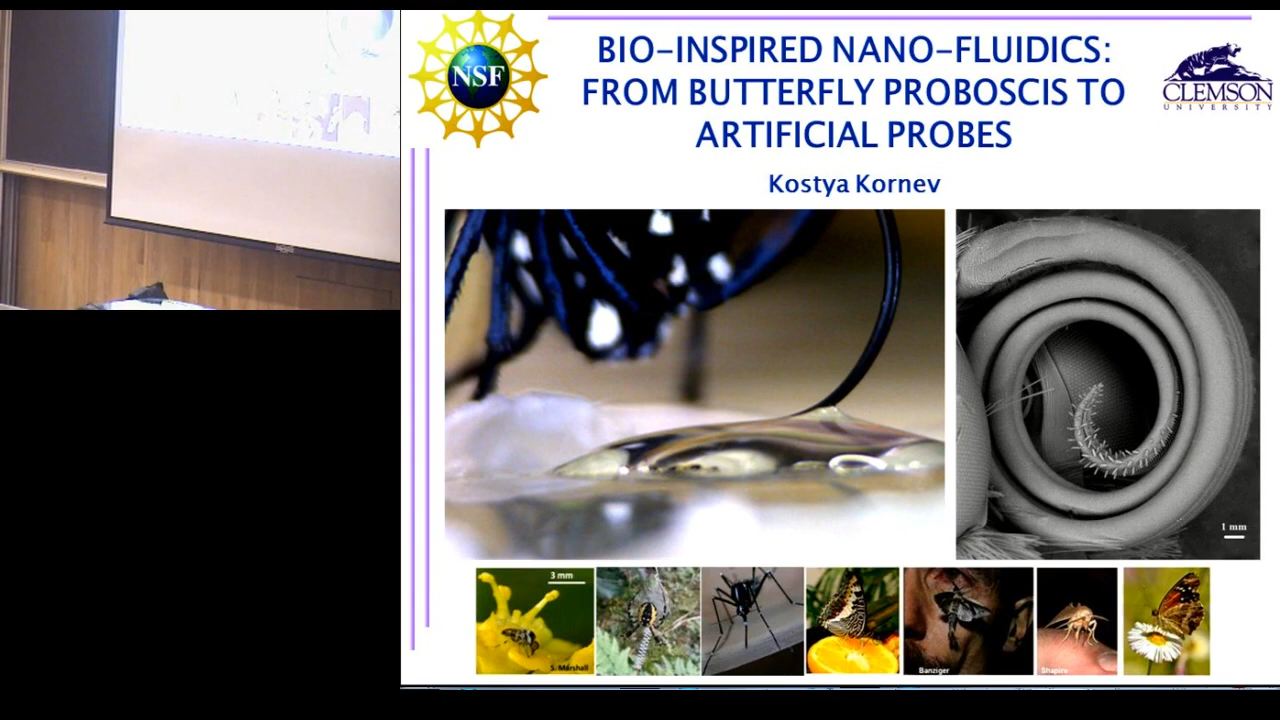 NSF
BIO-INSPIRED NANO-FLUIDICS:
FROM BUTTERFLY PROBOSCIS TO
ARTIFICIAL PROBES
CLEMSON
UNIVERSITY
Kostya Kornev
1 mm
3 mm
S. Marshall
Banziger
Shapiro